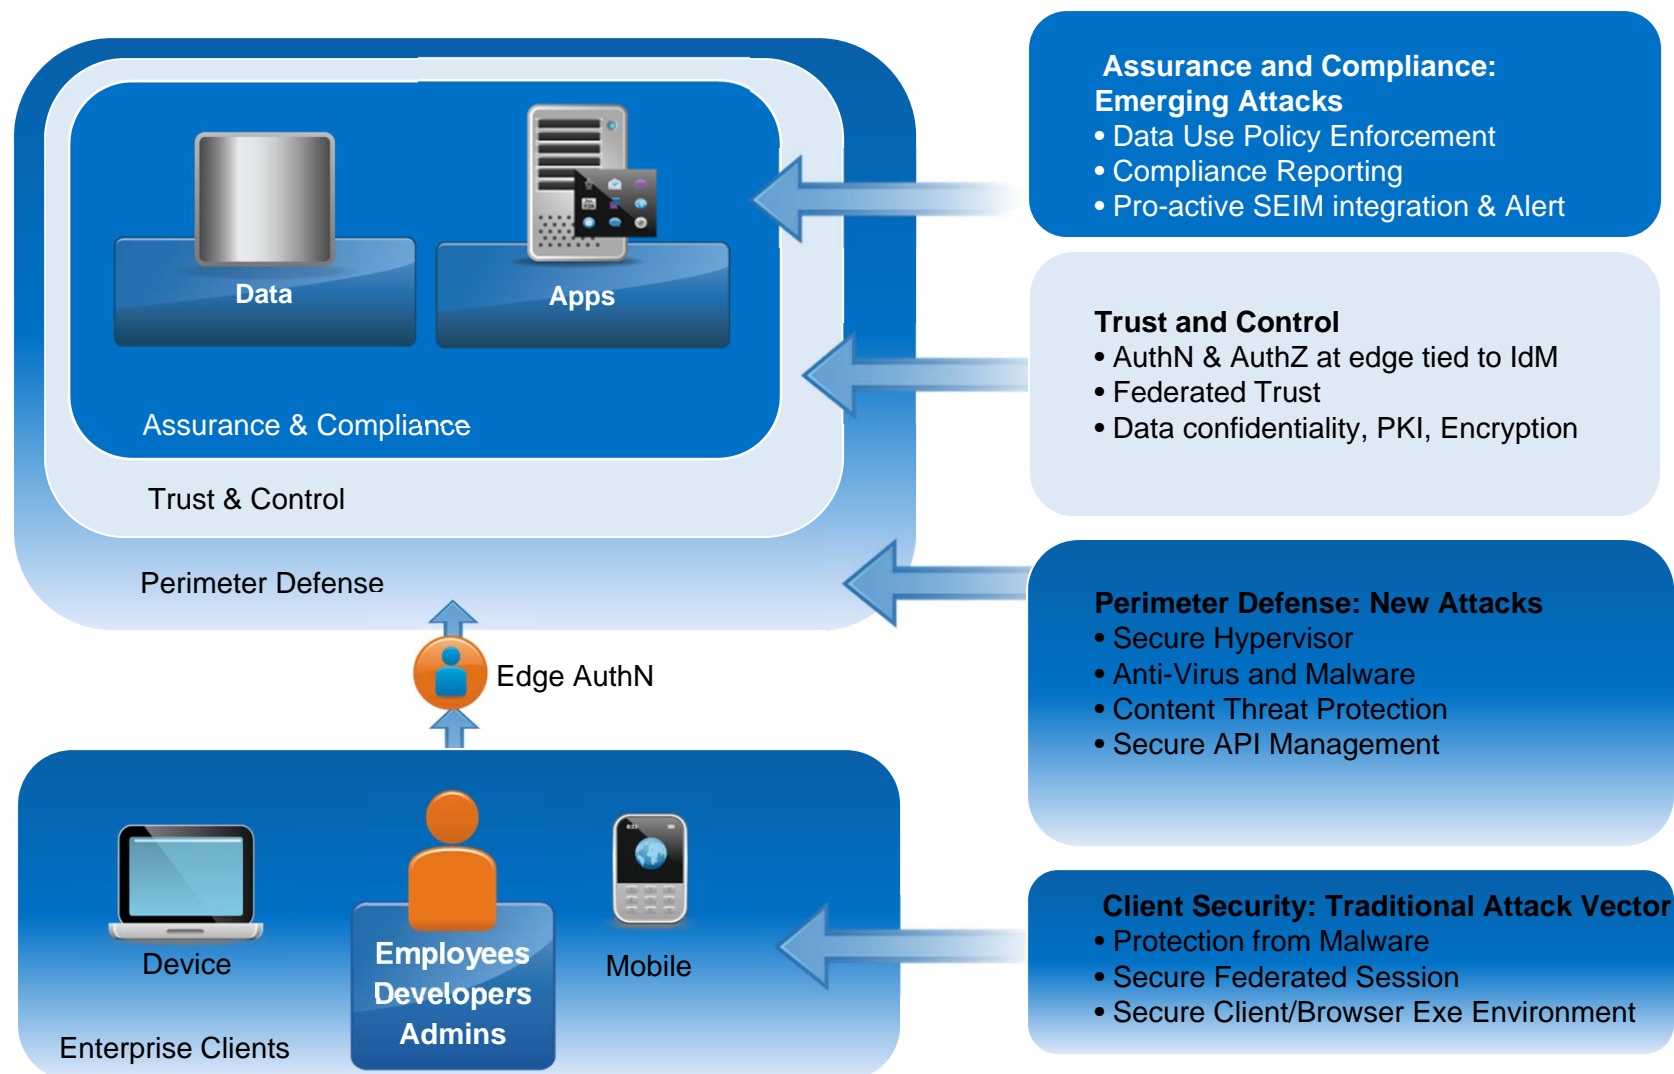 Data
Apps
Assurance & Compliance
Trust & Control
Perimeter Defense
Edge AuthN
Device
Employees
Developers
Admins
Mobile
Enterprise Clients
Assurance and Compliance:
Emerging Attacks
• Data Use Policy Enforcement
• Compliance Reporting
• Pro-active SEIM integration & Alert
Trust and Control
• AuthN & AuthZ at edge tied to IdM
• Federated Trust
• Data confidentiality, PKI, Encryption
Perimeter Defense: New Attacks
• Secure Hypervisor
• Anti-Virus and Malware
• Content Threat Protection
• Secure API Management
Client Security: Traditional Attack Vector
• Protection from Malware
• Secure Federated Session
• Secure Client/Browser Exe Environment